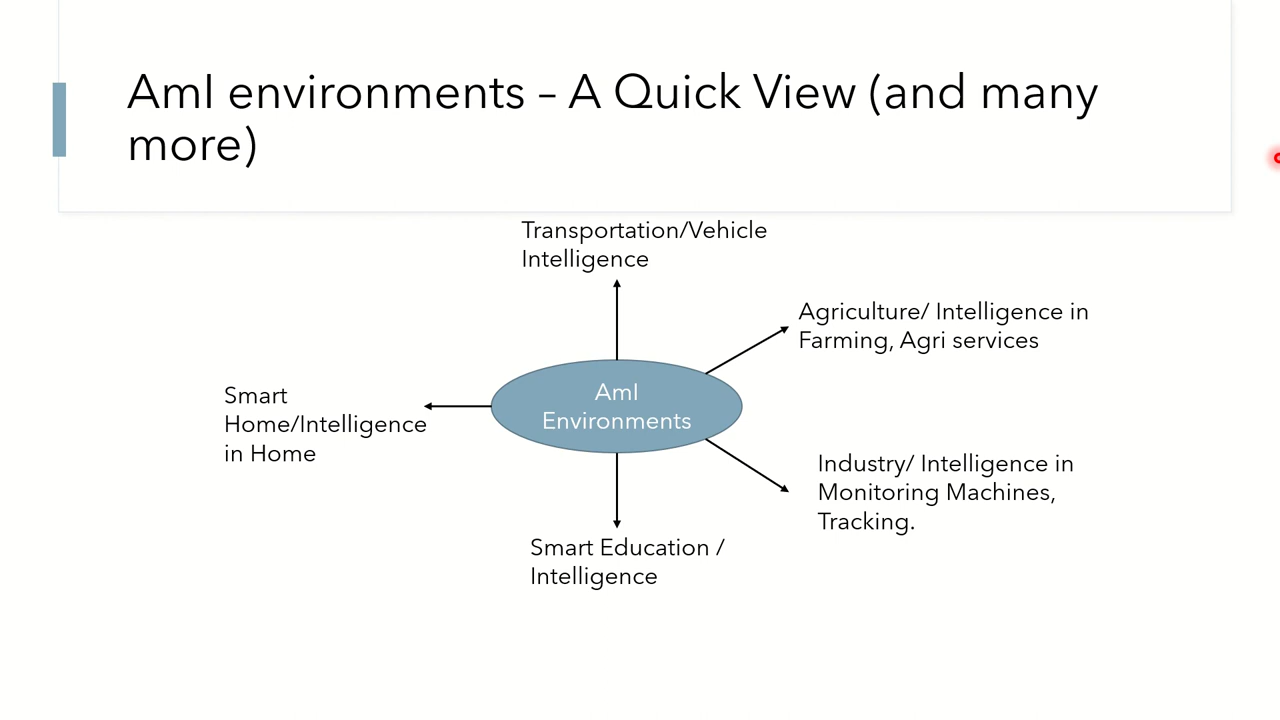 AmI environments – A Quick View (and many
more)
Transportation/Vehicle
Intelligence
Agriculture/ Intelligence in
Farming, Agri services
AmI
Environments
Smart
Home/Intelligence
in Home
Industry/ Intelligence in
Monitoring Machines,
Tracking.
Smart Education /
Intelligence